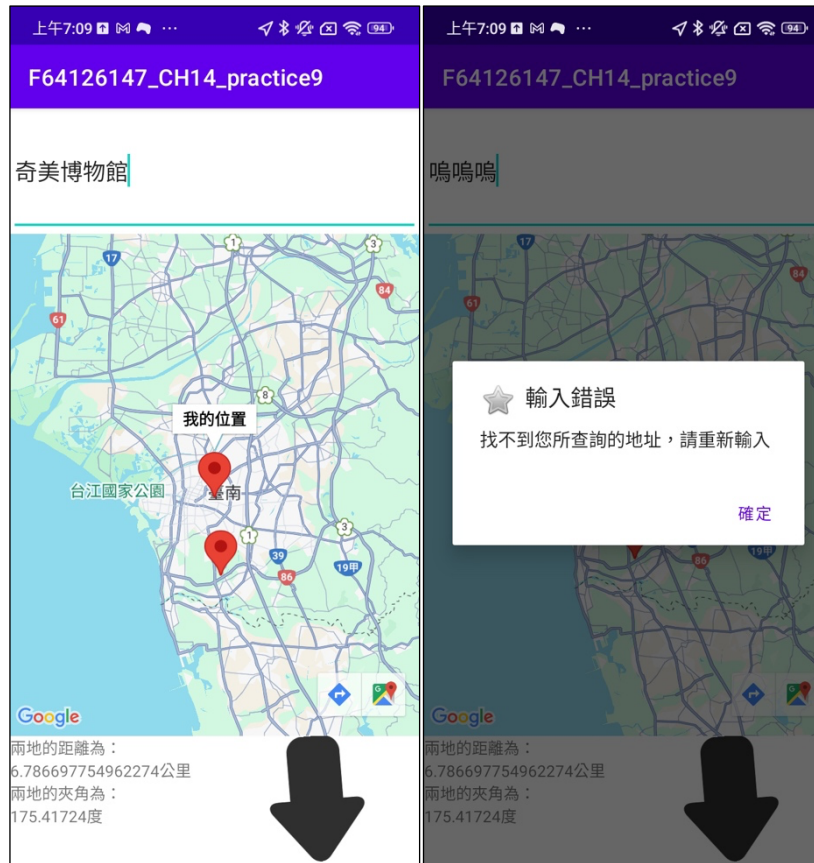 上午7:09
94
F64126147_CH14_practice9
奇美博物館
17
1
3
84
61
8
我的位置
台江國家公園
臺南
1
3
39
19甲
86
Google
兩地的距離為：
6.786697754962274公里
兩地的夾角為：
175.41724度
上午7:09
94
F64126147_CH14_practice9
嗚嗚嗚
17
61
輸入錯誤
找不到您所查詢的地址，請重新輸入
確定
19甲
86
Google
兩地的距離為：
6.786697754962274公里
兩地的夾角為：
175.41724度